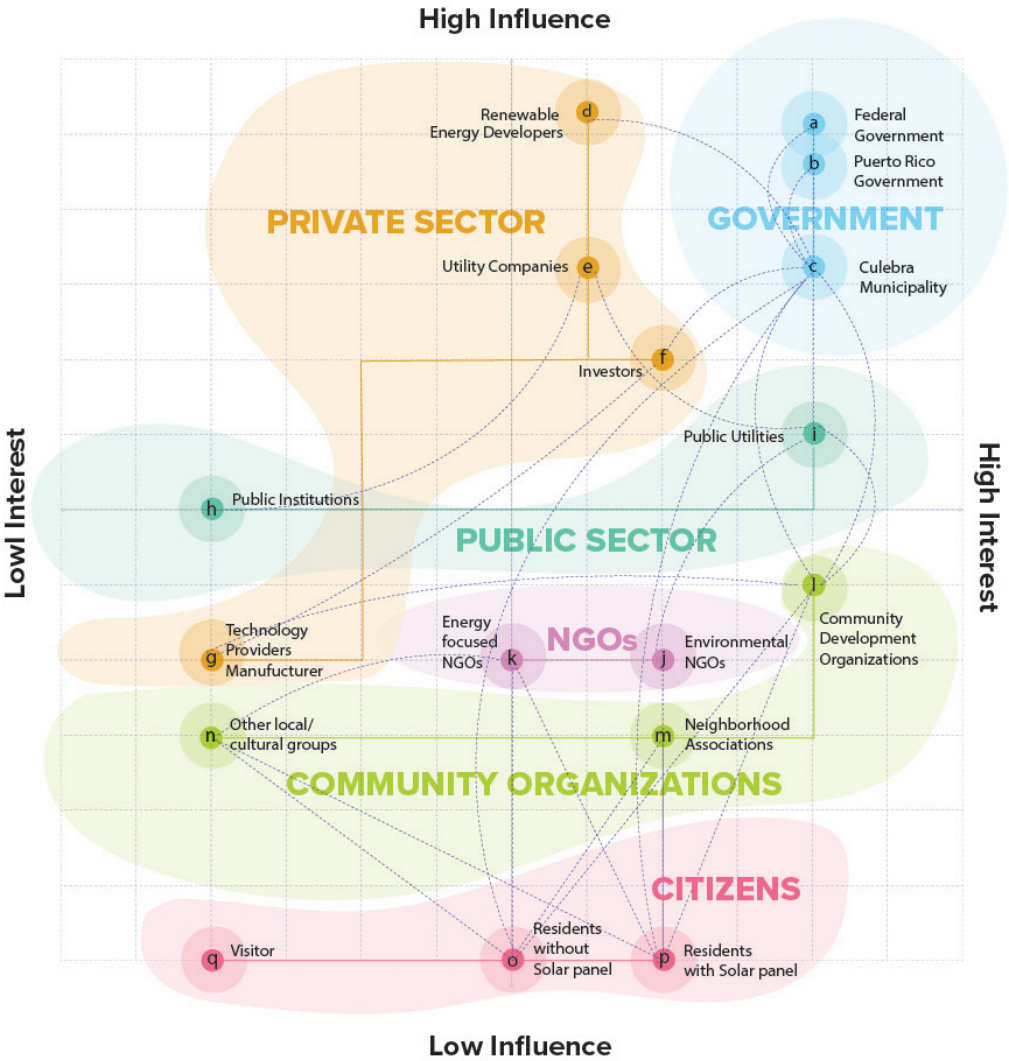 High Influence
d
Renewable
Energy Developers
a
Federal
Government
b
Puerto Rico
Government
PRIVATE SECTOR
GOVERNMENT
Utility Companies
e
c
Culebra
Municipality
f
Investors
Lowl Interest
High Interest
Public Utilities
i
h
Public Institutions
PUBLIC SECTOR
l
Community
Development
Organizations
g
Technology
Providers
Manufucturer
Energy
focused
NGOs
k
NGOs
j
Environmental
NGOs
n
Other local/
cultural groups
m
Neighborhood
Associations
COMMUNITY ORGANIZATIONS
CITIZENS
q
Visitor
o
Residents
without
Solar panel
p
Residents
with Solar panel
Low Influence